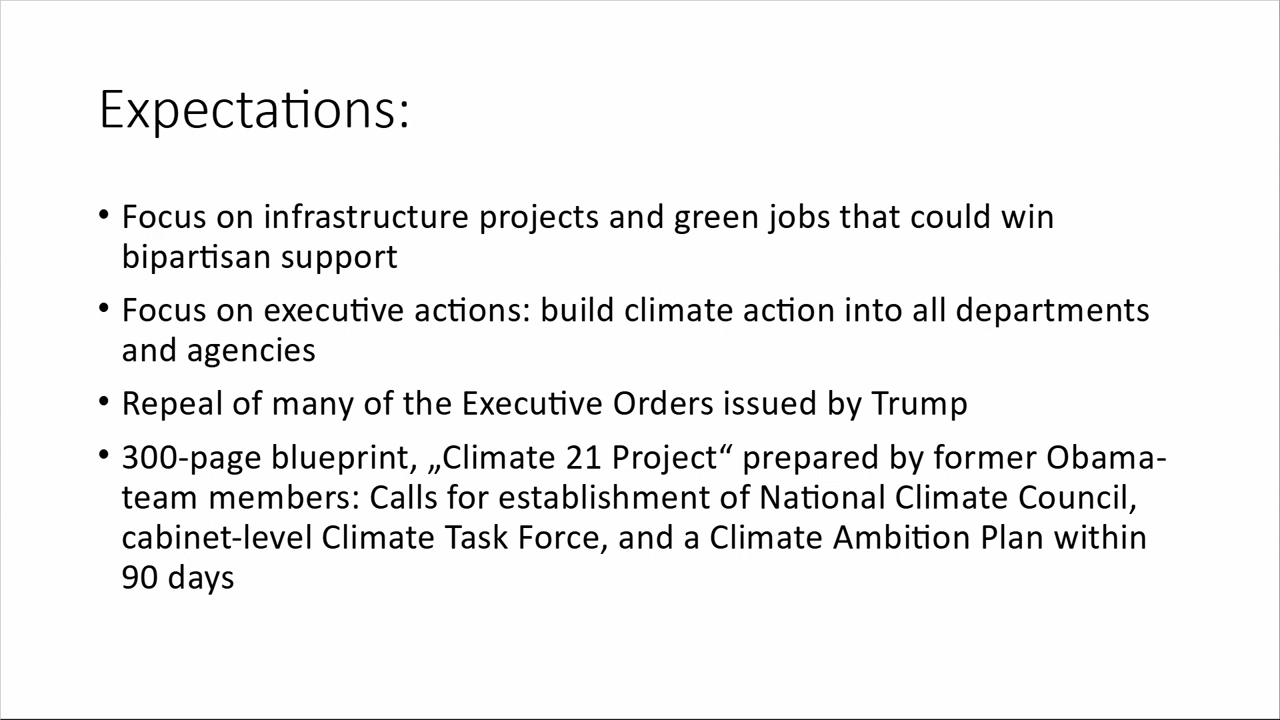 Expectations:
• Focus on infrastructure projects and green jobs that could win
bipartisan support
• Focus on executive actions: build climate action into all departments
and agencies
• Repeal of many of the Executive Orders issued by Trump
• 300-page blueprint, „Climate 21 Project“ prepared by former Obama-
team members: Calls for establishment of National Climate Council,
cabinet-level Climate Task Force, and a Climate Ambition Plan within
90 days